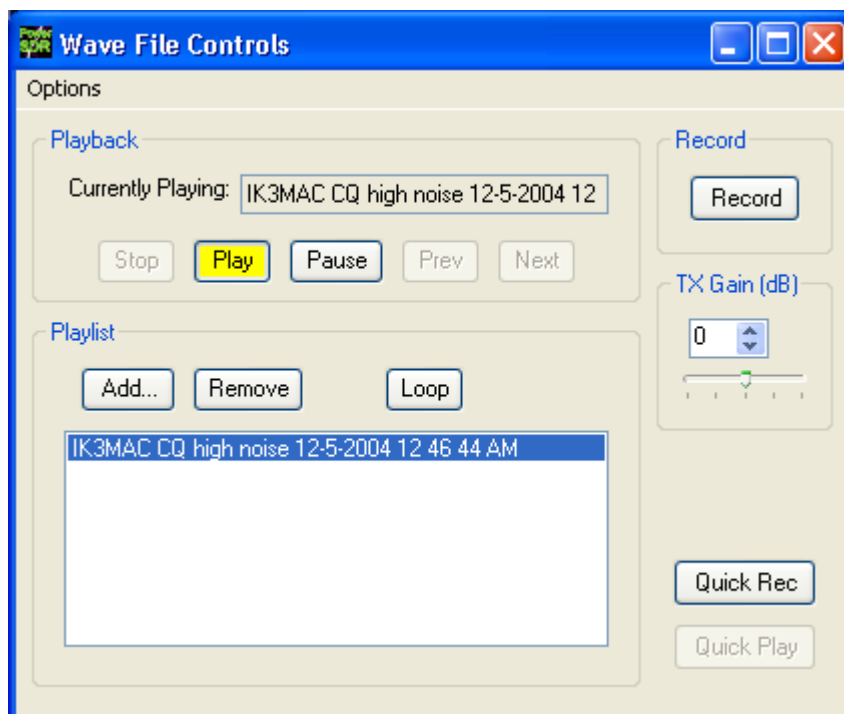 Power SDR Wave File Controls
Options
Playback
Currently Playing: IK3MAC CQ high noise 12-5-2004 12
Stop Play Pause Prev Next
Record
Record
TX Gain (dB)
0
Playlist
Add... Remove Loop
IK3MAC CQ high noise 12-5-2004 12 46 44 AM
Quick Rec
Quick Play